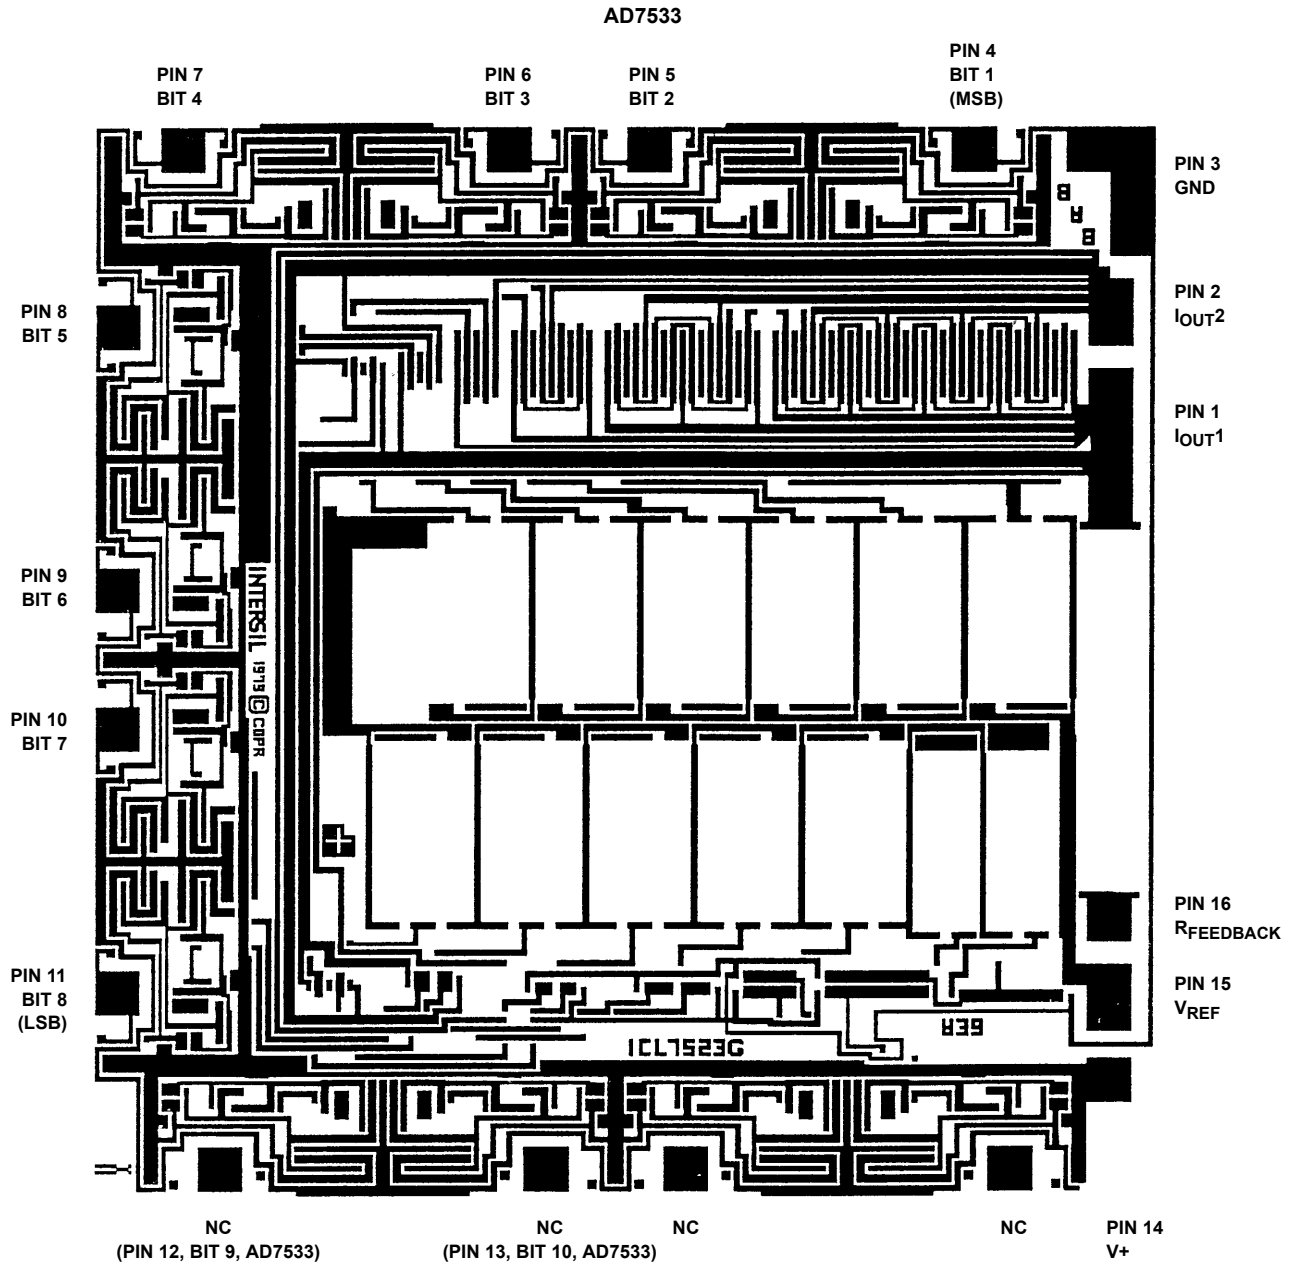 AD7533
PIN 7
BIT 4
PIN 6
BIT 3
PIN 5
BIT 2
PIN 4
BIT 1
(MSB)
PIN 3
GND
PIN 2
IOUT2
PIN 1
IOUT1
PIN 8
BIT 5
PIN 9
BIT 6
PIN 10
BIT 7
PIN 11
BIT 8
(LSB)
INTERSIL 1979 © COPR
PIN 16
RFEEDBACK
PIN 15
VREF
ICL7523G
NC
(PIN 12, BIT 9, AD7533)
NC
(PIN 13, BIT 10, AD7533)
NC
NC
PIN 14
V+